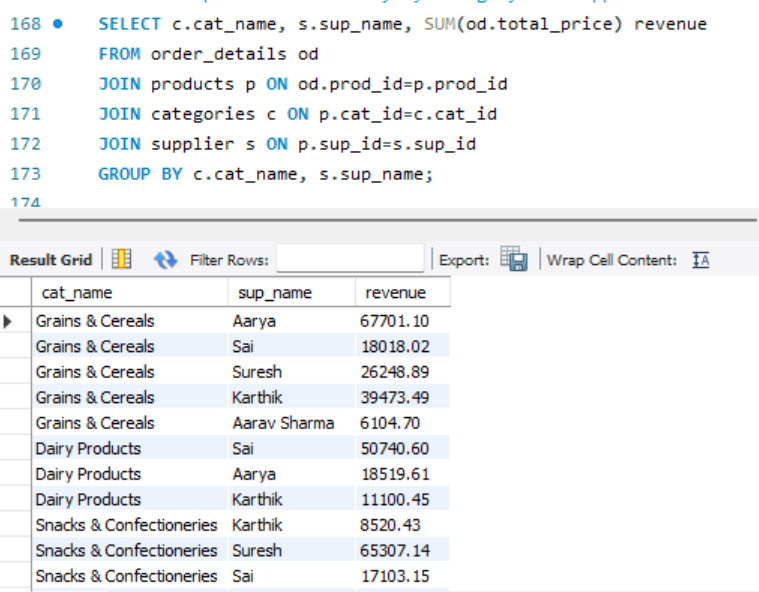 168 SELECT c.cat_name, s.sup_name, SUM(od.total_price) revenue
169 FROM order_details od
170 JOIN products p ON od.prod_id=p.prod_id
171 JOIN categories c ON p.cat_id=c.cat_id
172 JOIN supplier s ON p.sup_id=s.sup_id
173 GROUP BY c.cat_name, s.sup_name;
174
Result Grid Filter Rows: Export: Wrap Cell Content:
cat_name sup_name revenue
Grains & Cereals Aarya 67701.10
Grains & Cereals Sai 18018.02
Grains & Cereals Suresh 26248.89
Grains & Cereals Karthik 39473.49
Grains & Cereals Aarav Sharma 6104.70
Dairy Products Sai 50740.60
Dairy Products Aarya 18519.61
Dairy Products Karthik 11100.45
Snacks & Confectioneries Karthik 8520.43
Snacks & Confectioneries Suresh 65307.14
Snacks & Confectioneries Sai 17103.15